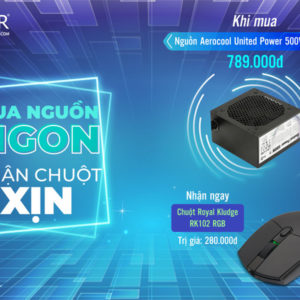 Khi mua
Nguồn Aerocool United Power 500
789.000đ
UA NGUỒN
NGON
ẬN CHUỘT
XỊN
Nhận ngay
Chuột Royal Kludge
RK102 RGB
Trị giá: 280.000đ